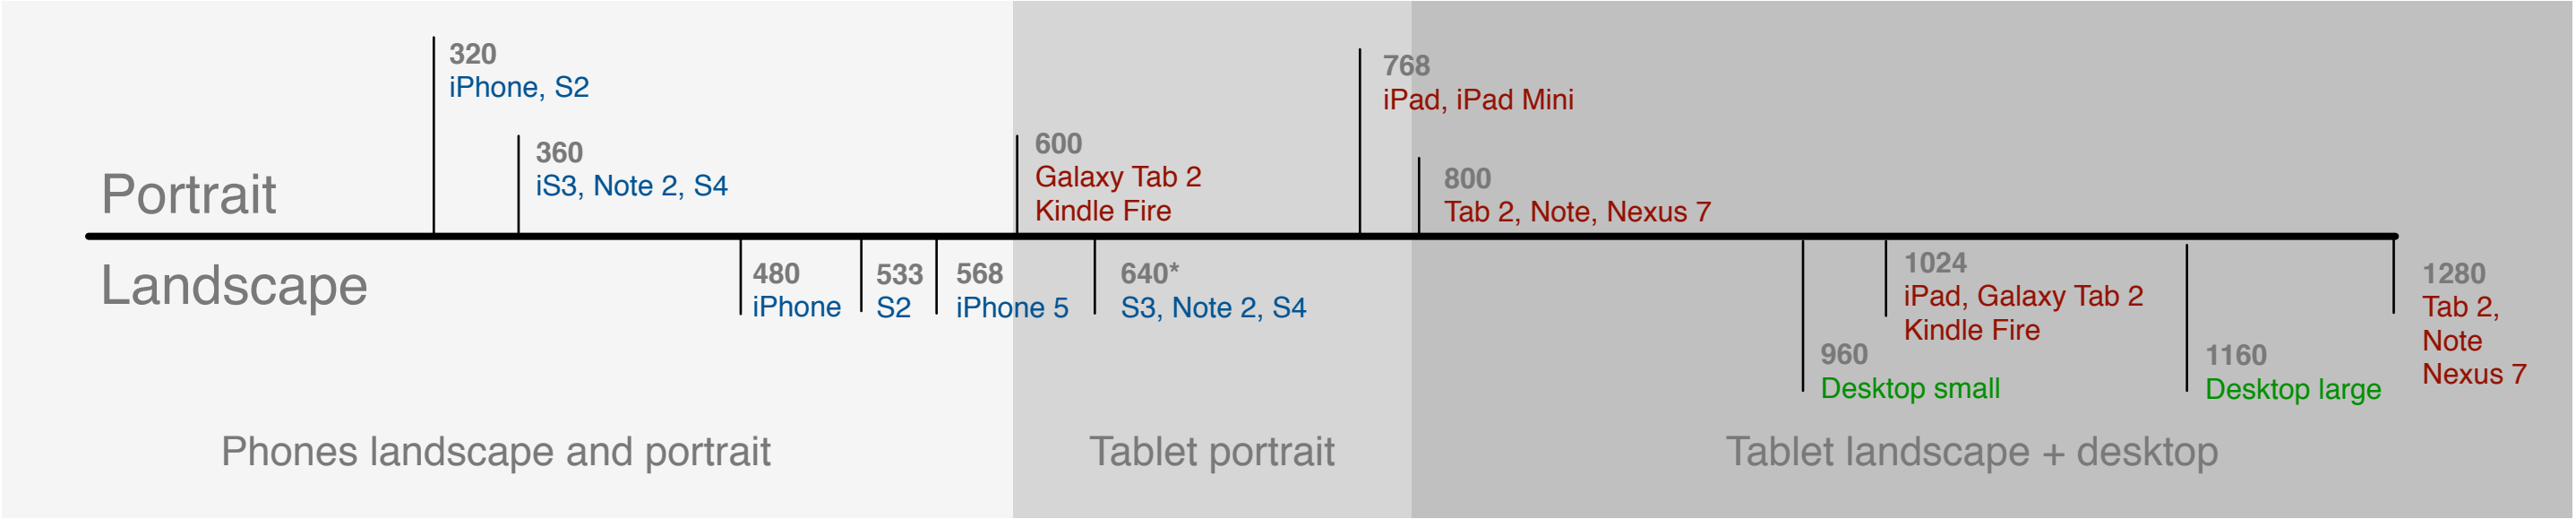 320
iPhone, S2
360
iS3, Note 2, S4
600
Galaxy Tab 2
Kindle Fire
768
iPad, iPad Mini
800
Tab 2, Note, Nexus 7
Portrait
Landscape
480
iPhone
533
S2
568
iPhone 5
640*
S3, Note 2, S4
960
Desktop small
1024
iPad, Galaxy Tab 2
Kindle Fire
1160
Desktop large
1280
Tab 2,
Note
Nexus 7
Phones landscape and portrait
Tablet portrait
Tablet landscape + desktop